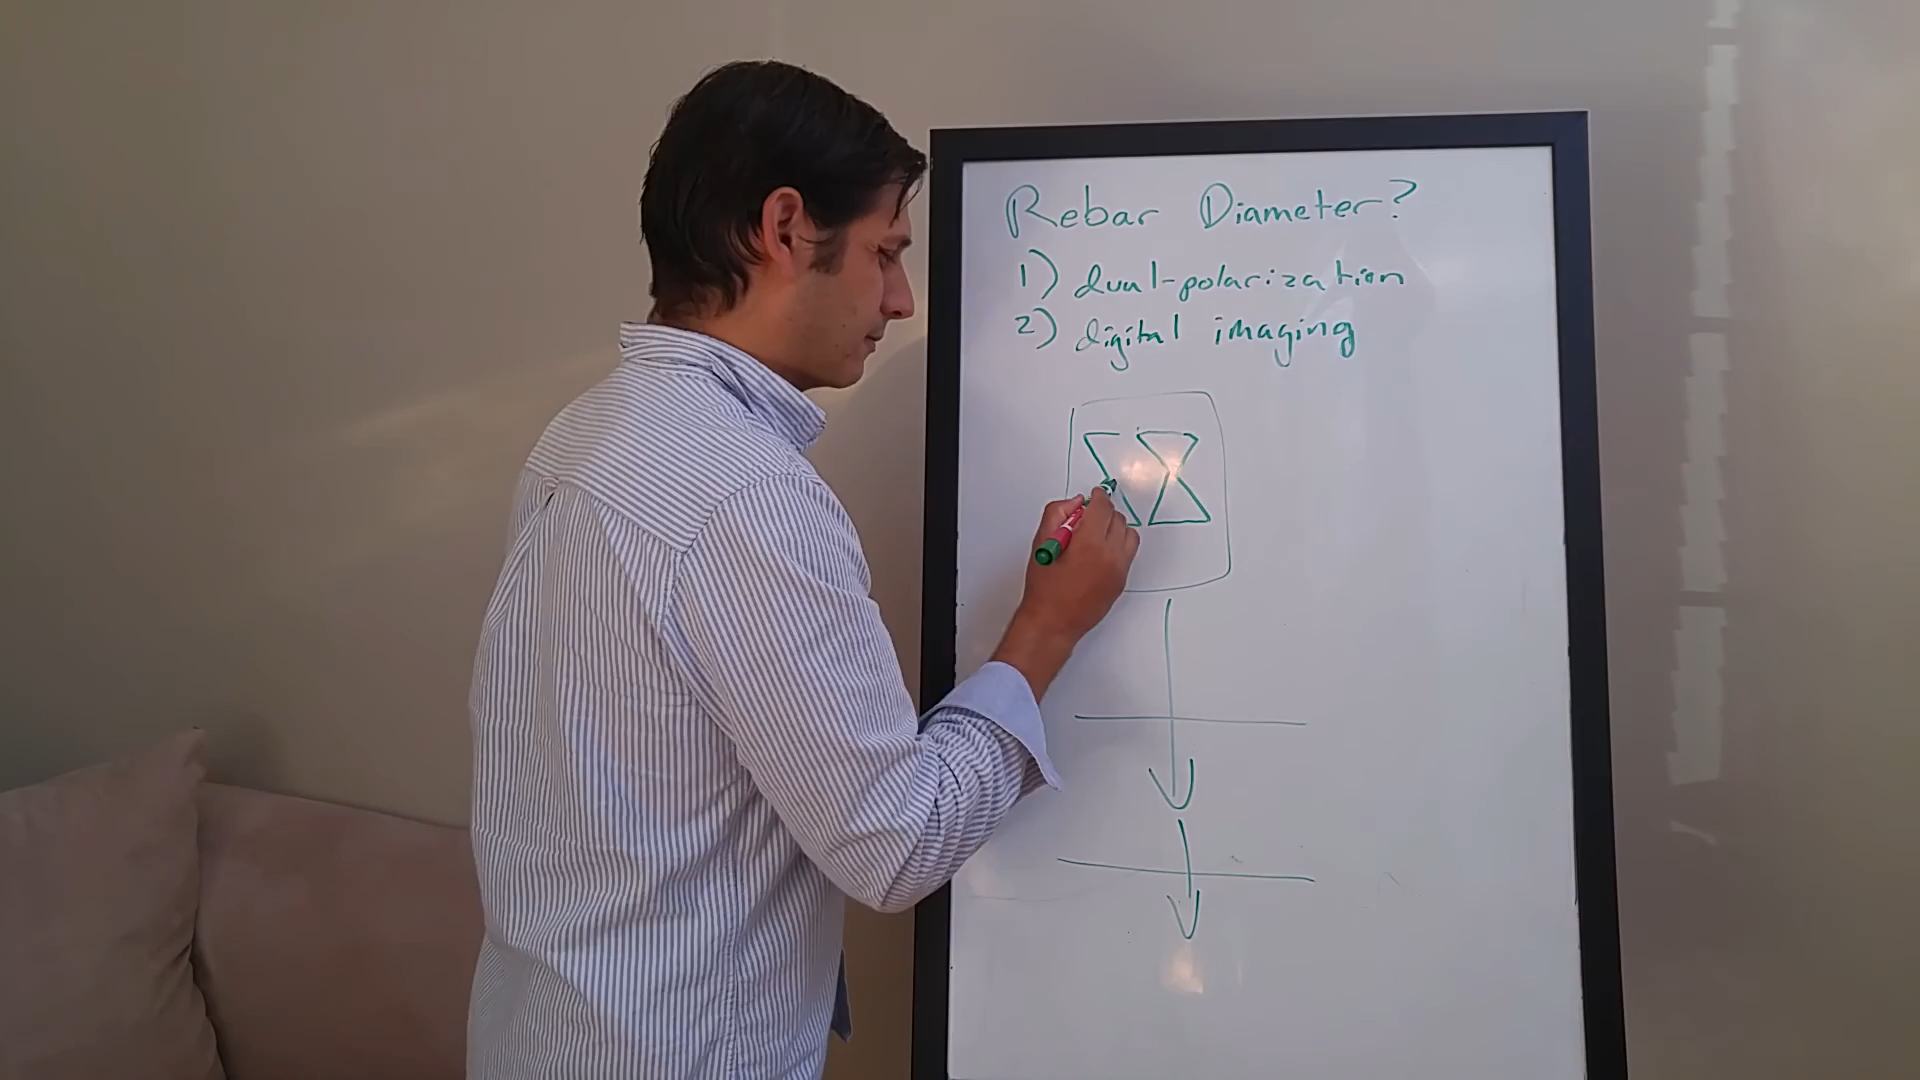 Rebar Diameter?
1) dual-polarization
2) digital imaging